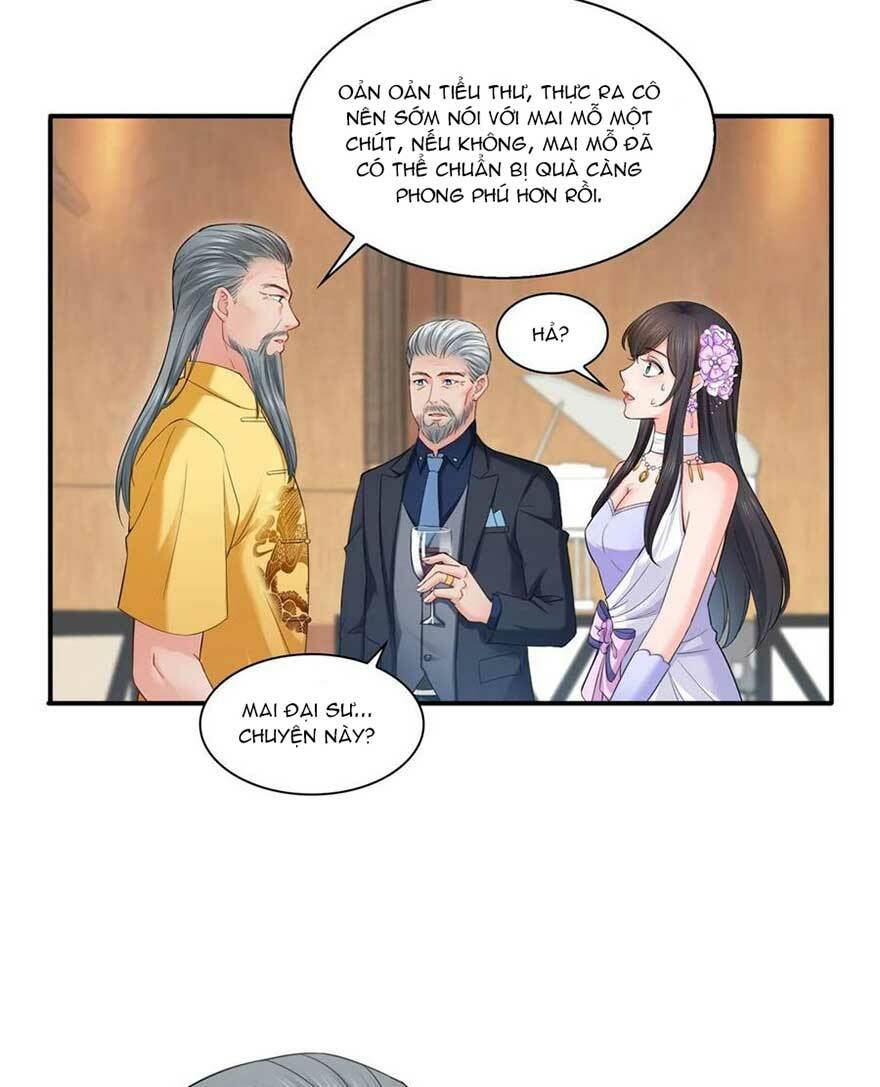 OẢN OẢN TIỂU THƯ, THỰC RA CÔ
NÊN SỚM NÓI VỚI MAI MỖ MỘT
CHÚT, NẾU KHÔNG, MAI MỖ ĐÃ
CÓ THỂ CHUẨN BỊ QUÀ CÀNG
PHONG PHÚ HƠN RỒI.
HẢ?
MAI ĐẠI SƯ...
CHUYỆN NÀY?